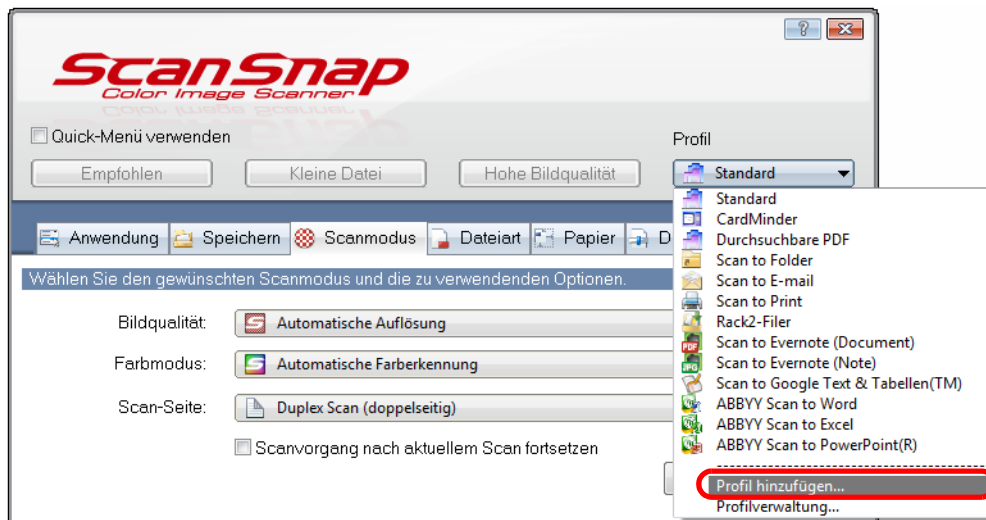 ScanSnap
Color Image Scanner
Quick-Menü verwenden
Profil
Empfohlen Kleine Datei Hohe Bildqualität Standard
Anwendung Speichern Scanmodus Dateiart Papier D
Wählen Sie den gewünschten Scanmodus und die zu verwendenden Optionen.
Bildqualität: Automatische Auflösung
Farbmodus: Automatische Farberkennung
Scan-Seite: Duplex Scan (doppelseitig)
Scanvorgang nach aktuellem Scan fortsetzen
Standard
CardMinder
Durchsuchbare PDF
Scan to Folder
Scan to E-mail
Scan to Print
Rack2-Filer
Scan to Evernote (Document)
Scan to Evernote (Note)
Scan to Google Text & Tabellen(TM)
ABBYY Scan to Word
ABBYY Scan to Excel
ABBYY Scan to PowerPoint(R)
Profil hinzufügen...
Profilverwaltung...